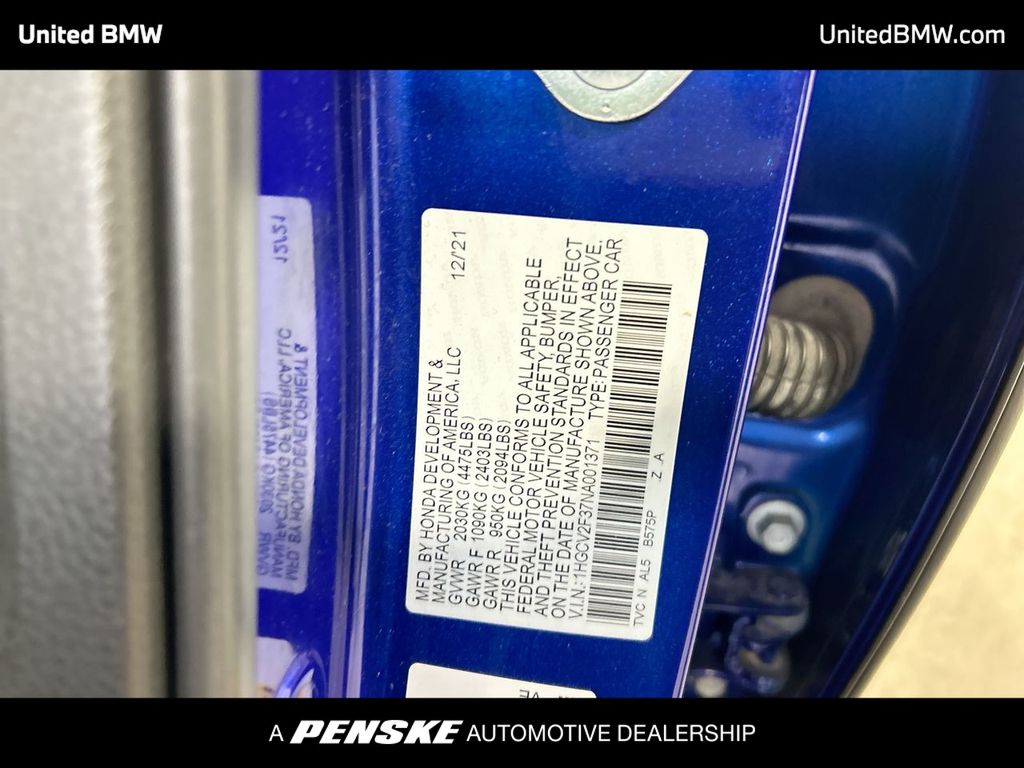 United BMW
UnitedBMW.com
MFD. BY HONDA DEVELOPMENT &
MANUFACTURING OF AMERICA, LLC 12/21
GVWR 2030KG (4475LBS)
GAWR F 1090KG (2403LBS)
GAWR R 950KG (2094LBS)
THIS VEHICLE CONFORMS TO ALL APPLICABLE
FEDERAL MOTOR VEHICLE SAFETY, BUMPER,
AND THEFT PREVENTION STANDARDS IN EFFECT
ON THE DATE OF MANUFACTURE SHOWN ABOVE.
V.I.N.:1HGCV2F37NA001371 TYPE: PASSENGER CAR
TVC N AL5 B575P Z A
A PENSKE AUTOMOTIVE DEALERSHIP